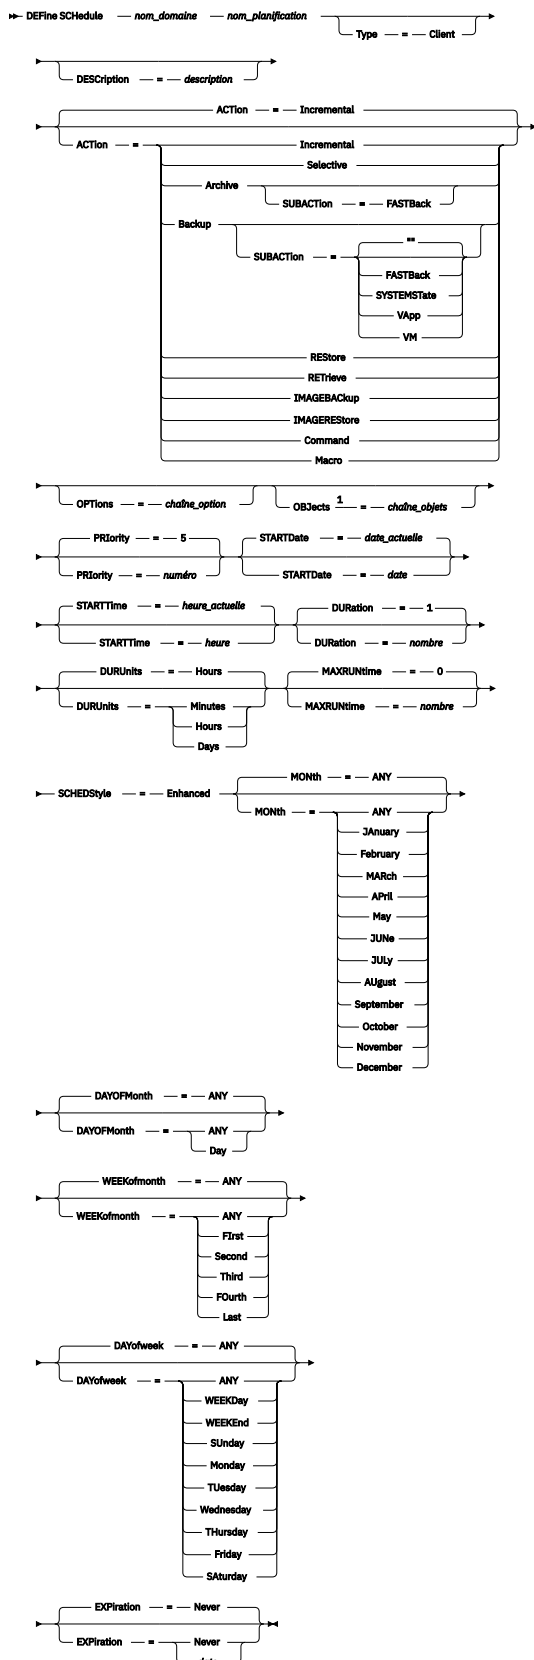 DEFine SCHedule nom_domaine nom_planification
Type = Client
DESCription = description
ACTion = Incremental
ACTion = Incremental
Selective
Archive
SUBACTion = FASTBack
Backup
""
SUBACTion =
FASTBack
SYSTEMSTate
VApp
VM
REStore
RETrieve
IMAGEBACkup
IMAGEREStore
Command
Macro
OPTions = chaîne_option
OBJects 1 = chaîne_objets
PRIority = 5
STARTDate = date_actuelle
PRIority = numéro
STARTDate = date
STARTTime = heure_actuelle
DURation = 1
STARTTime = heure
DURation = nombre
DURUnits = Hours
MAXRUNtime = 0
DURUnits = Minutes
MAXRUNtime = nombre
Hours
Days
MONth = ANY
SCHEDStyle = Enhanced
MONth = ANY
JAnuary
February
MARch
APril
May
JUNe
JULy
AUgust
September
October
November
December
DAYOFMonth = ANY
DAYOFMonth = ANY
Day
WEEKofmonth = ANY
WEEKofmonth = ANY
FIrst
Second
Third
FOurth
Last
DAYofweek = ANY
DAYofweek = ANY
WEEKDay
WEEKEnd
SUnday
Monday
TUesday
Wednesday
THursday
Friday
SAturday
EXPiration = Never
EXPiration = Never